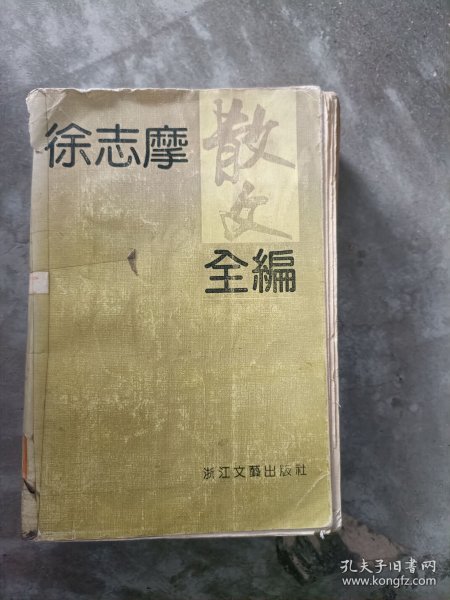 徐志摩
散文
全編
浙江文藝出版社
孔夫子旧书网
www.kongfz.com